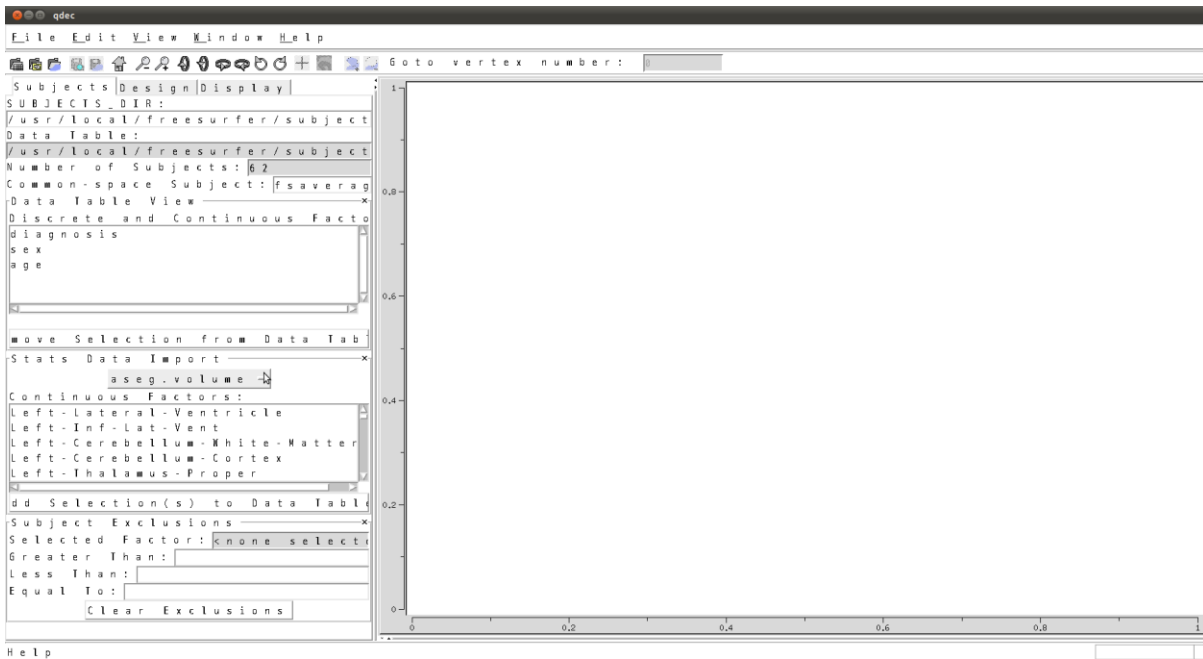 qdec
File Edit View Window Help
Goto vertex number: 0
Subjects Design Display
SUBJECTS_DIR:
/usr/local/freesurfer/subject
Data Table:
/usr/local/freesurfer/subject
Number of Subjects: 62
Common-space Subject: fsaverag
Data Table View
Discrete and Continuous Facto
diagnosis
sex
age
move Selection from Data Tab
Stats Data Import
aseg.volume
Continuous Factors:
Left-Lateral-Ventricle
Left-Inf-Lat-Vent
Left-Cerebellum-White-Matter
Left-Cerebellum-Cortex
Left-Thalamus-Proper
dd Selection(s) to Data Tabl
Subject Exclusions
Selected Factor: <none selecte
Greater Than:
Less Than:
Equal To:
Clear Exclusions
1
0.8
0.6
0.4
0.2
0
0 0.2 0.4 0.6 0.8 1
Help